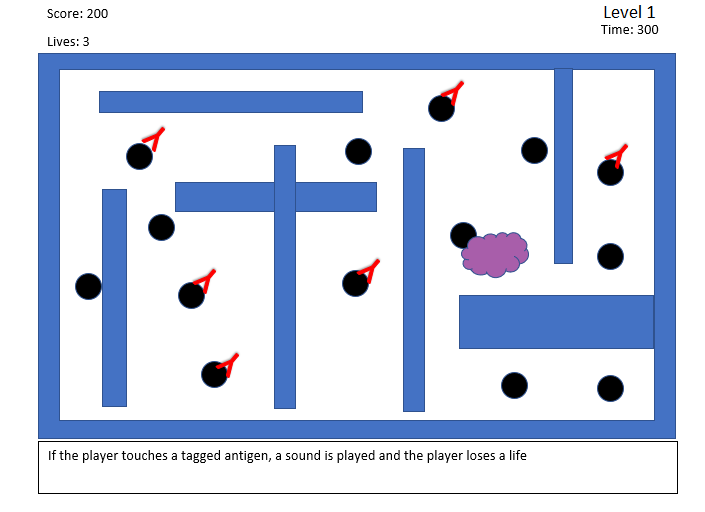 Score: 200
Level 1
Time: 300
Lives: 3
If the player touches a tagged antigen, a sound is played and the player loses a life